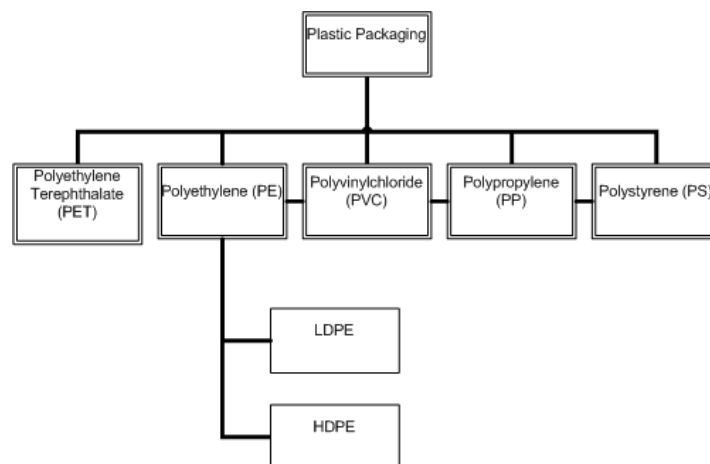 Plastic Packaging
Polyethylene
Terephthalate
(PET)
Polyethylene (PE)
Polyvinylchloride
(PVC)
Polypropylene
(PP)
Polystyrene (PS)
LDPE
HDPE